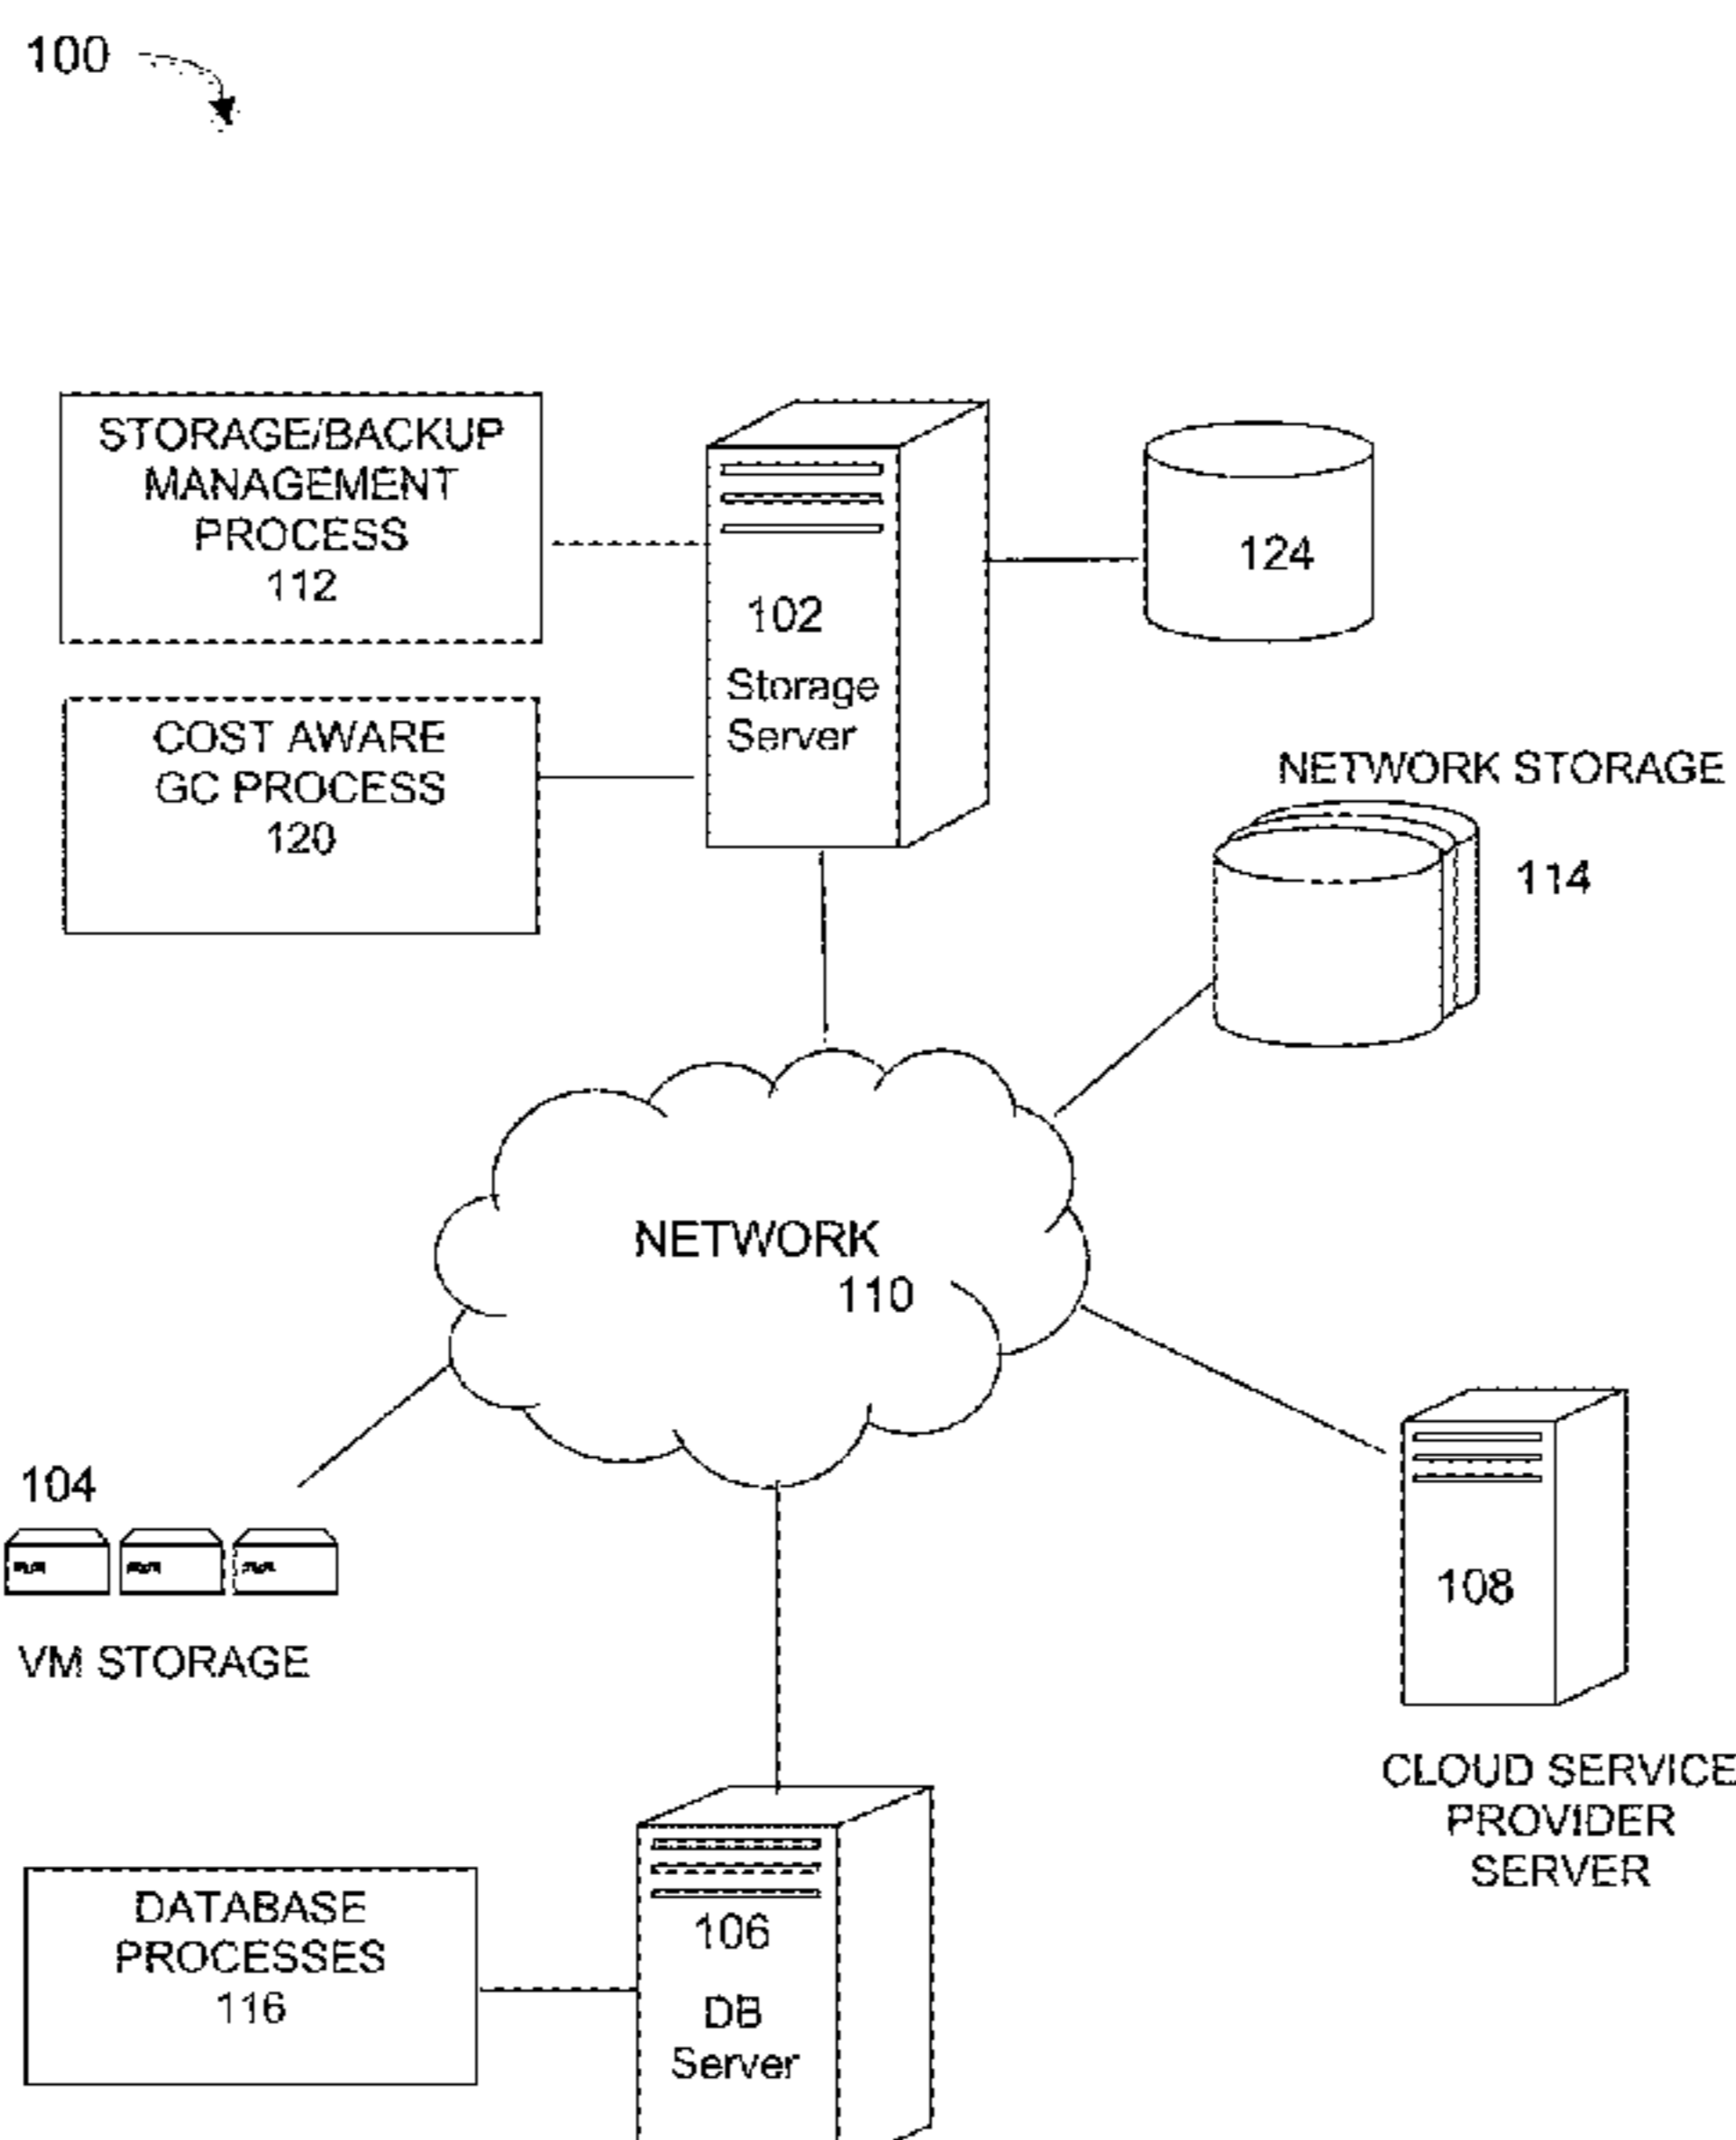 100
STORAGE/BACKUP
MANAGEMENT
PROCESS
112
102
Storage
Server
124
COST AWARE
GC PROCESS
120
NETWORK STORAGE
114
NETWORK
110
104
VM STORAGE
108
CLOUD SERVICE
PROVIDER
SERVER
DATABASE
PROCESSES
116
106
DB
Server